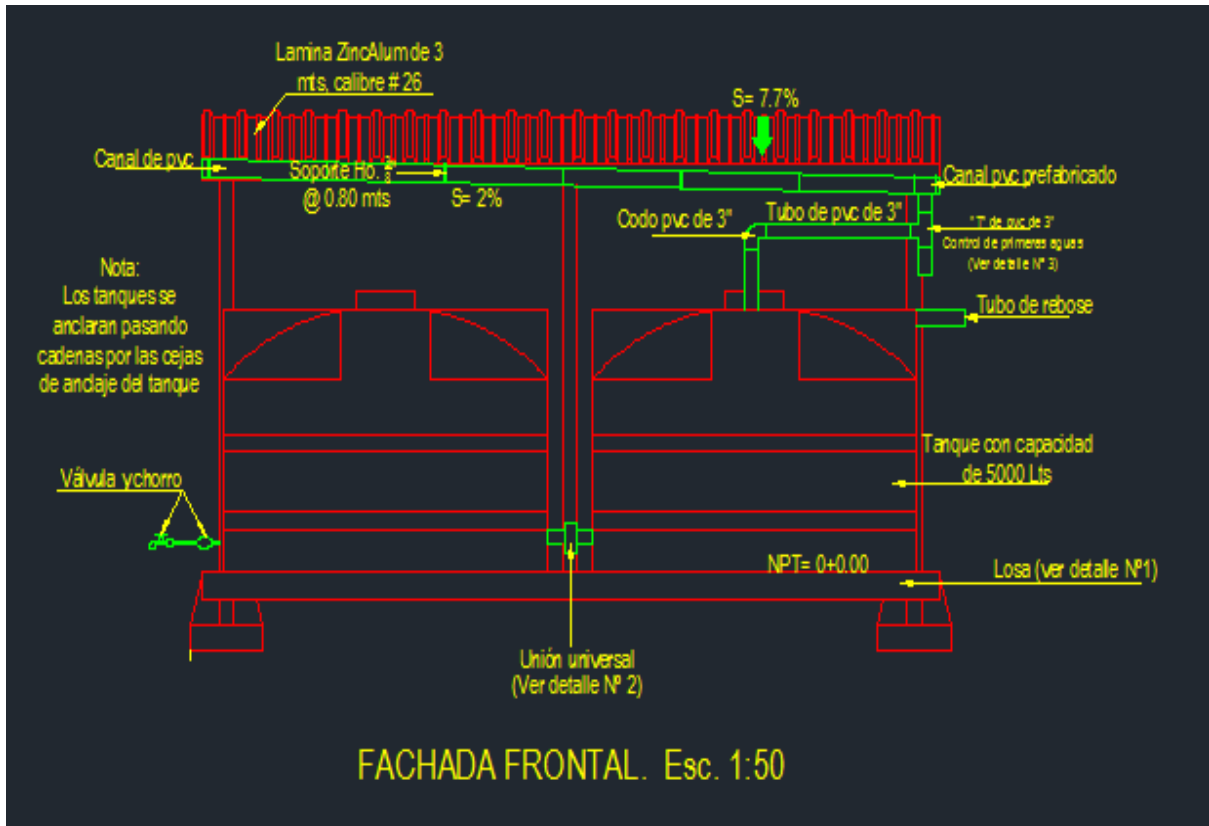 Lamina ZincAlum de 3
mts, calibre # 26
S= 7.7%
Canal de pvc
Soporte Ho. 3/8"
@ 0.80 mts
S= 2%
Canal pvc prefabricado
Codo pvc de 3"
Tubo de pvc de 3"
"T" de pvc de 3"
Control de primeras aguas
(Ver detalle Nº 3)
Nota:
Los tanques se
anclaran pasando
cadenas por las cejas
de anclaje del tanque
Tubo de rebose
Tanque con capacidad
de 5000 Lts
Válvula y chorro
NPT= 0+0.00
Losa (ver detalle Nº1)
Unión universal
(Ver detalle Nº 2)
FACHADA FRONTAL. Esc. 1:50